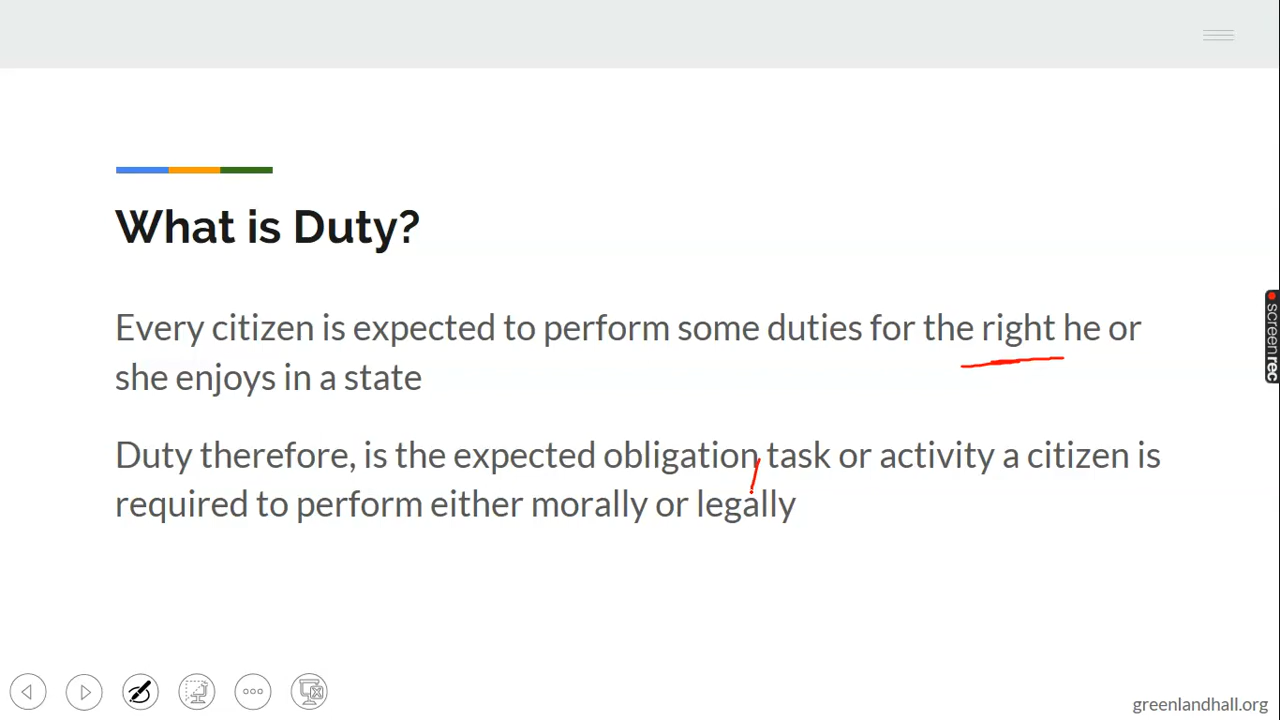 What is Duty?
Every citizen is expected to perform some duties for the right he or
she enjoys in a state
Duty therefore, is the expected obligation task or activity a citizen is
required to perform either morally or legally
screenrec
greenlandhall.org